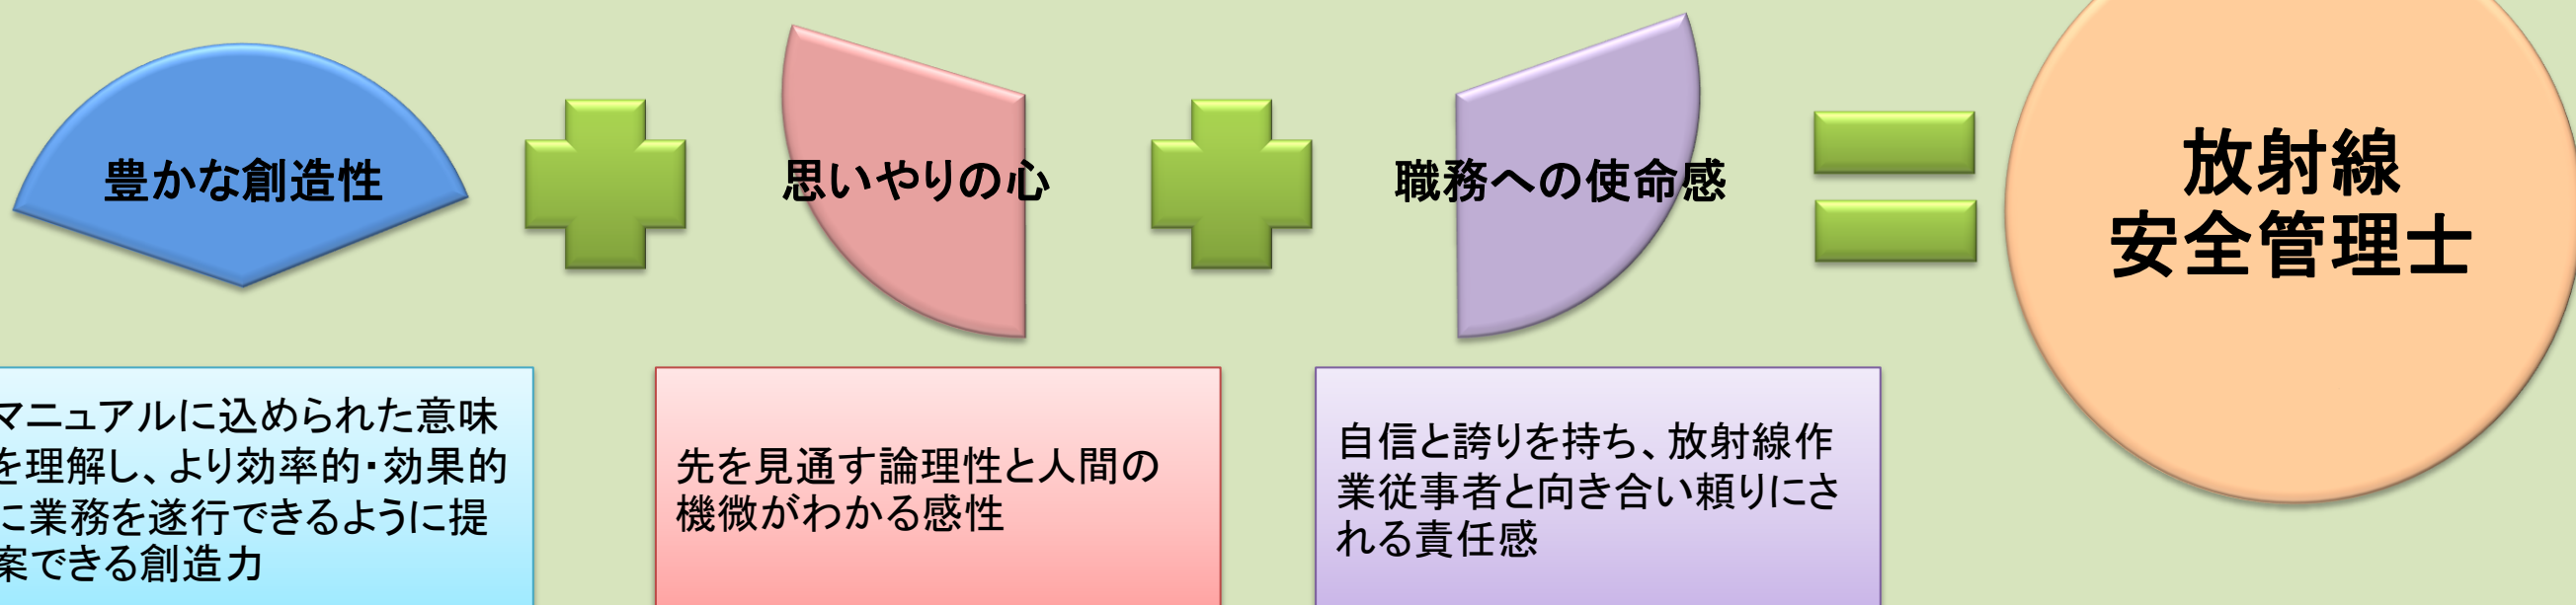 豊かな創造性
思いやりの心
職務への使命感
放射線
安全管理士
マニュアルに込められた意味
を理解し、より効率的・効果的
に業務を遂行できるように提
案できる創造力
先を見通す論理性と人間の
機微がわかる感性
自信と誇りを持ち、放射線作
業従事者と向き合い頼りにさ
れる責任感